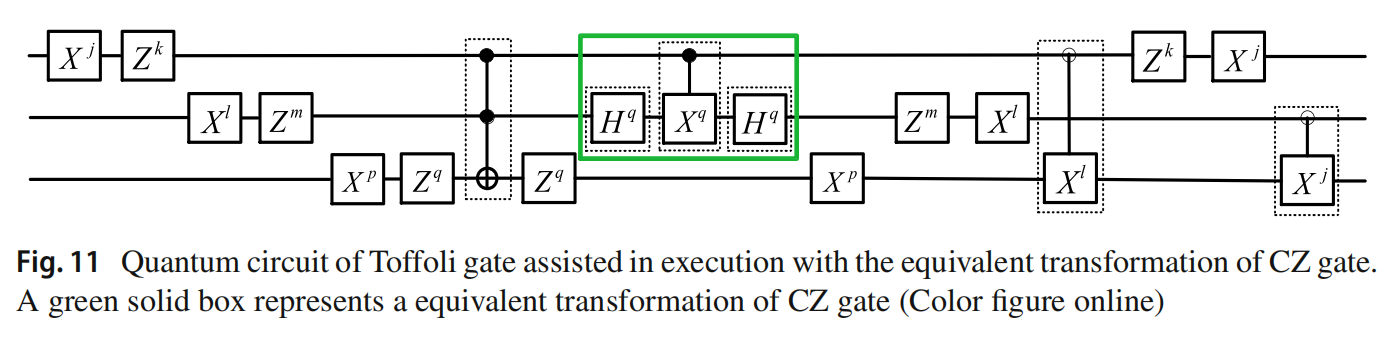 X^j Z^k Z^k X^j
X^l Z^m H^q X^q H^q Z^m X^l
X^p Z^q Z^q X^p X^l X^j
Fig. 11 Quantum circuit of Toffoli gate assisted in execution with the equivalent transformation of CZ gate.
A green solid box represents a equivalent transformation of CZ gate (Color figure online)